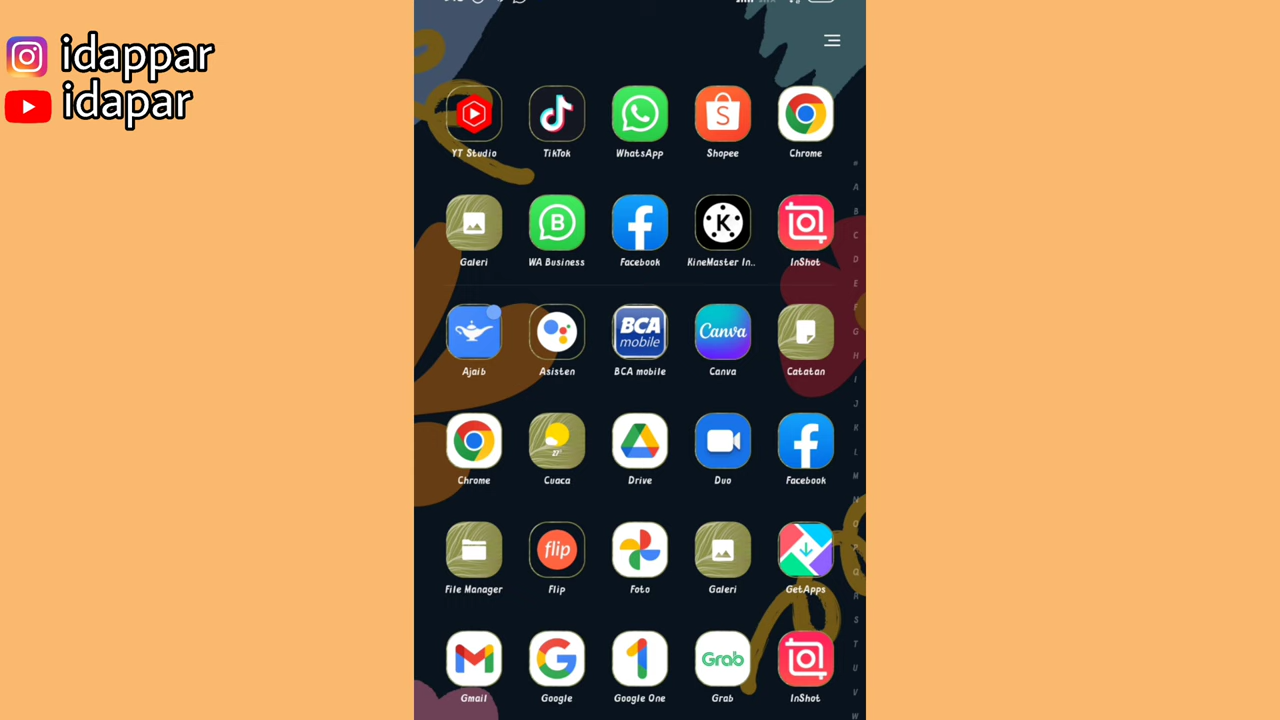 idappar
idapar
YT Studio
TikTok
WhatsApp
Shopee
Chrome
Galeri
B
WA Business
Facebook
K
KineMaster In..
InShot
Ajaib
Asisten
BCA
mobile
BCA mobile
Canva
Canva
Catatan
Chrome
27°
Cuaca
Drive
Duo
Facebook
File Manager
flip
Flip
Foto
Galeri
GetApps
Gmail
Google
Google One
Grab
Grab
InShot
#
A
B
C
D
E
F
G
H
I
J
K
L
M
N
O
P
Q
R
S
T
U
V
W